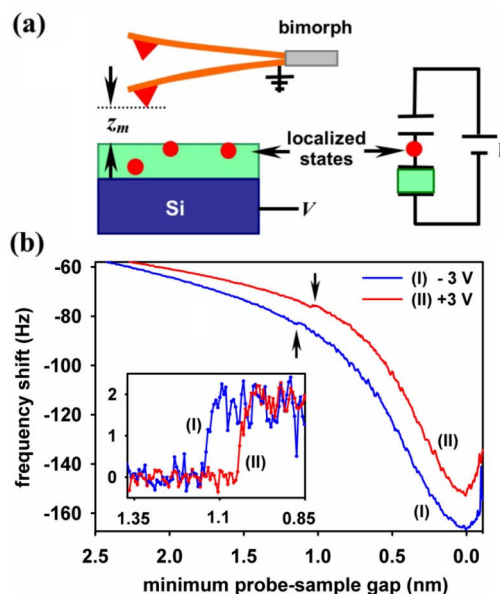 (a)
bimorph
z_m
localized
states
Si
V
(b)
-60
-80
-100
-120
-140
-160
frequency shift (Hz)
(I) - 3 V
(II) +3 V
2
1
0
(I)
(II)
1.35
1.1
0.85
(II)
(I)
2.5
2.0
1.5
1.0
0.5
0.0
minimum probe-sample gap (nm)